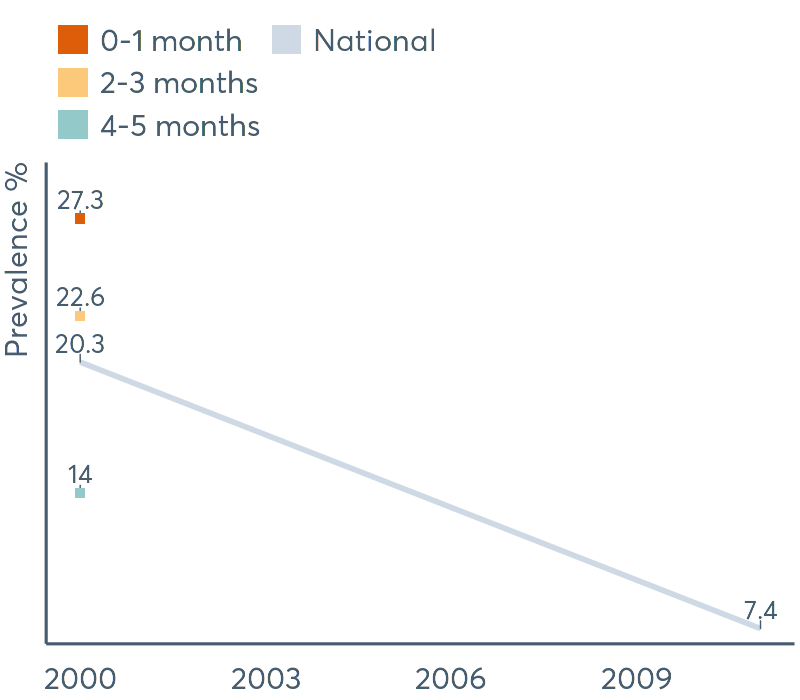 0-1 month National
2-3 months
4-5 months
Prevalence %
27.3
22.6
20.3
14
7.4
2000 2003 2006 2009